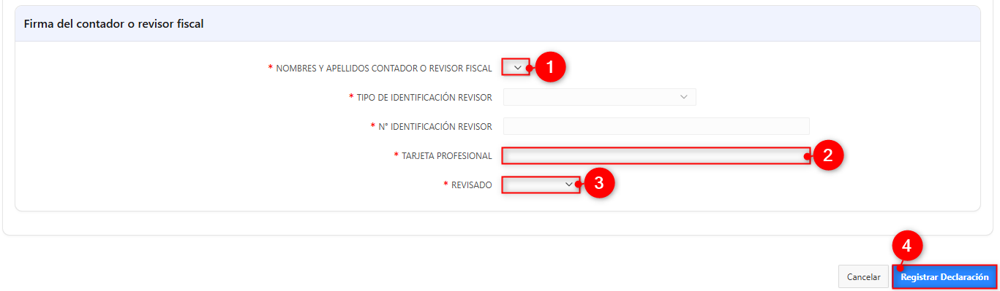 Firma del contador o revisor fiscal
* NOMBRES Y APELLIDOS CONTADOR O REVISOR FISCAL
1
* TIPO DE IDENTIFICACIÓN REVISOR
* N° IDENTIFICACIÓN REVISOR
* TARJETA PROFESIONAL
2
* REVISADO
3
4
Cancelar
Registrar Declaración